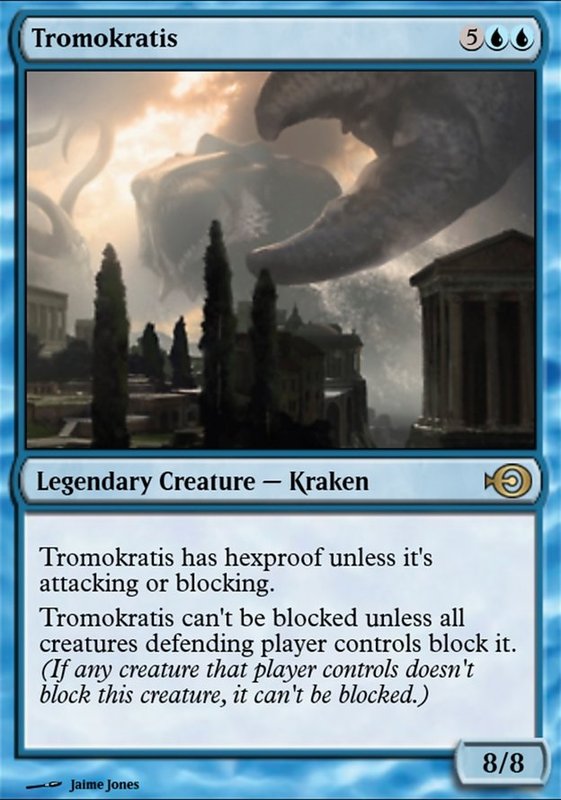 Tromokratis 5
Legendary Creature — Kraken
Tromokratis has hexproof unless it's
attacking or blocking.
Tromokratis can't be blocked unless all
creatures defending player controls block it.
(If any creature that player controls doesn't
block this creature, it can't be blocked.)
8/8
Jaime Jones